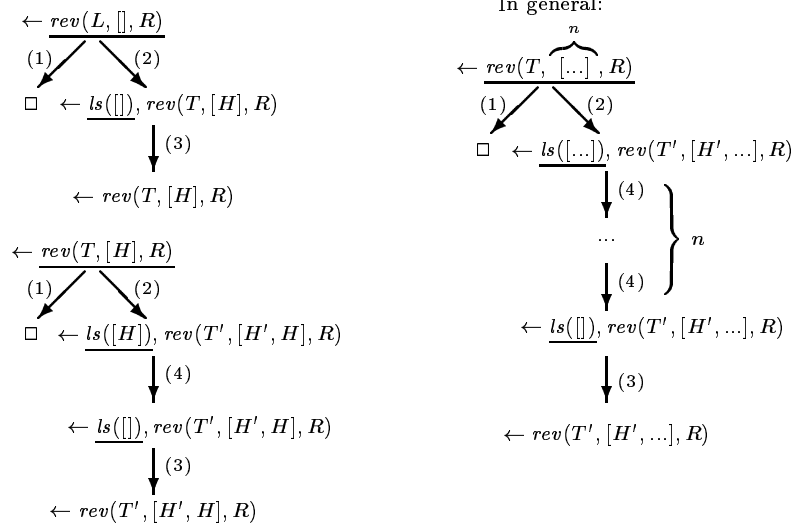 ← rev(L, [], R)
(1) (2)
□ ← ls([]), rev(T, [H], R)
(3)
← rev(T, [H], R)
← rev(T, [H], R)
(1) (2)
□ ← ls([H]), rev(T′, [H′, H], R)
(4)
← ls([]), rev(T′, [H′, H], R)
(3)
← rev(T′, [H′, H], R)
In general:
n
← rev(T, [...] , R)
(1) (2)
□ ← ls([...]), rev(T′, [H′, ...], R)
(4)
...
n
(4)
← ls([]), rev(T′, [H′, ...], R)
(3)
← rev(T′, [H′, ...], R)